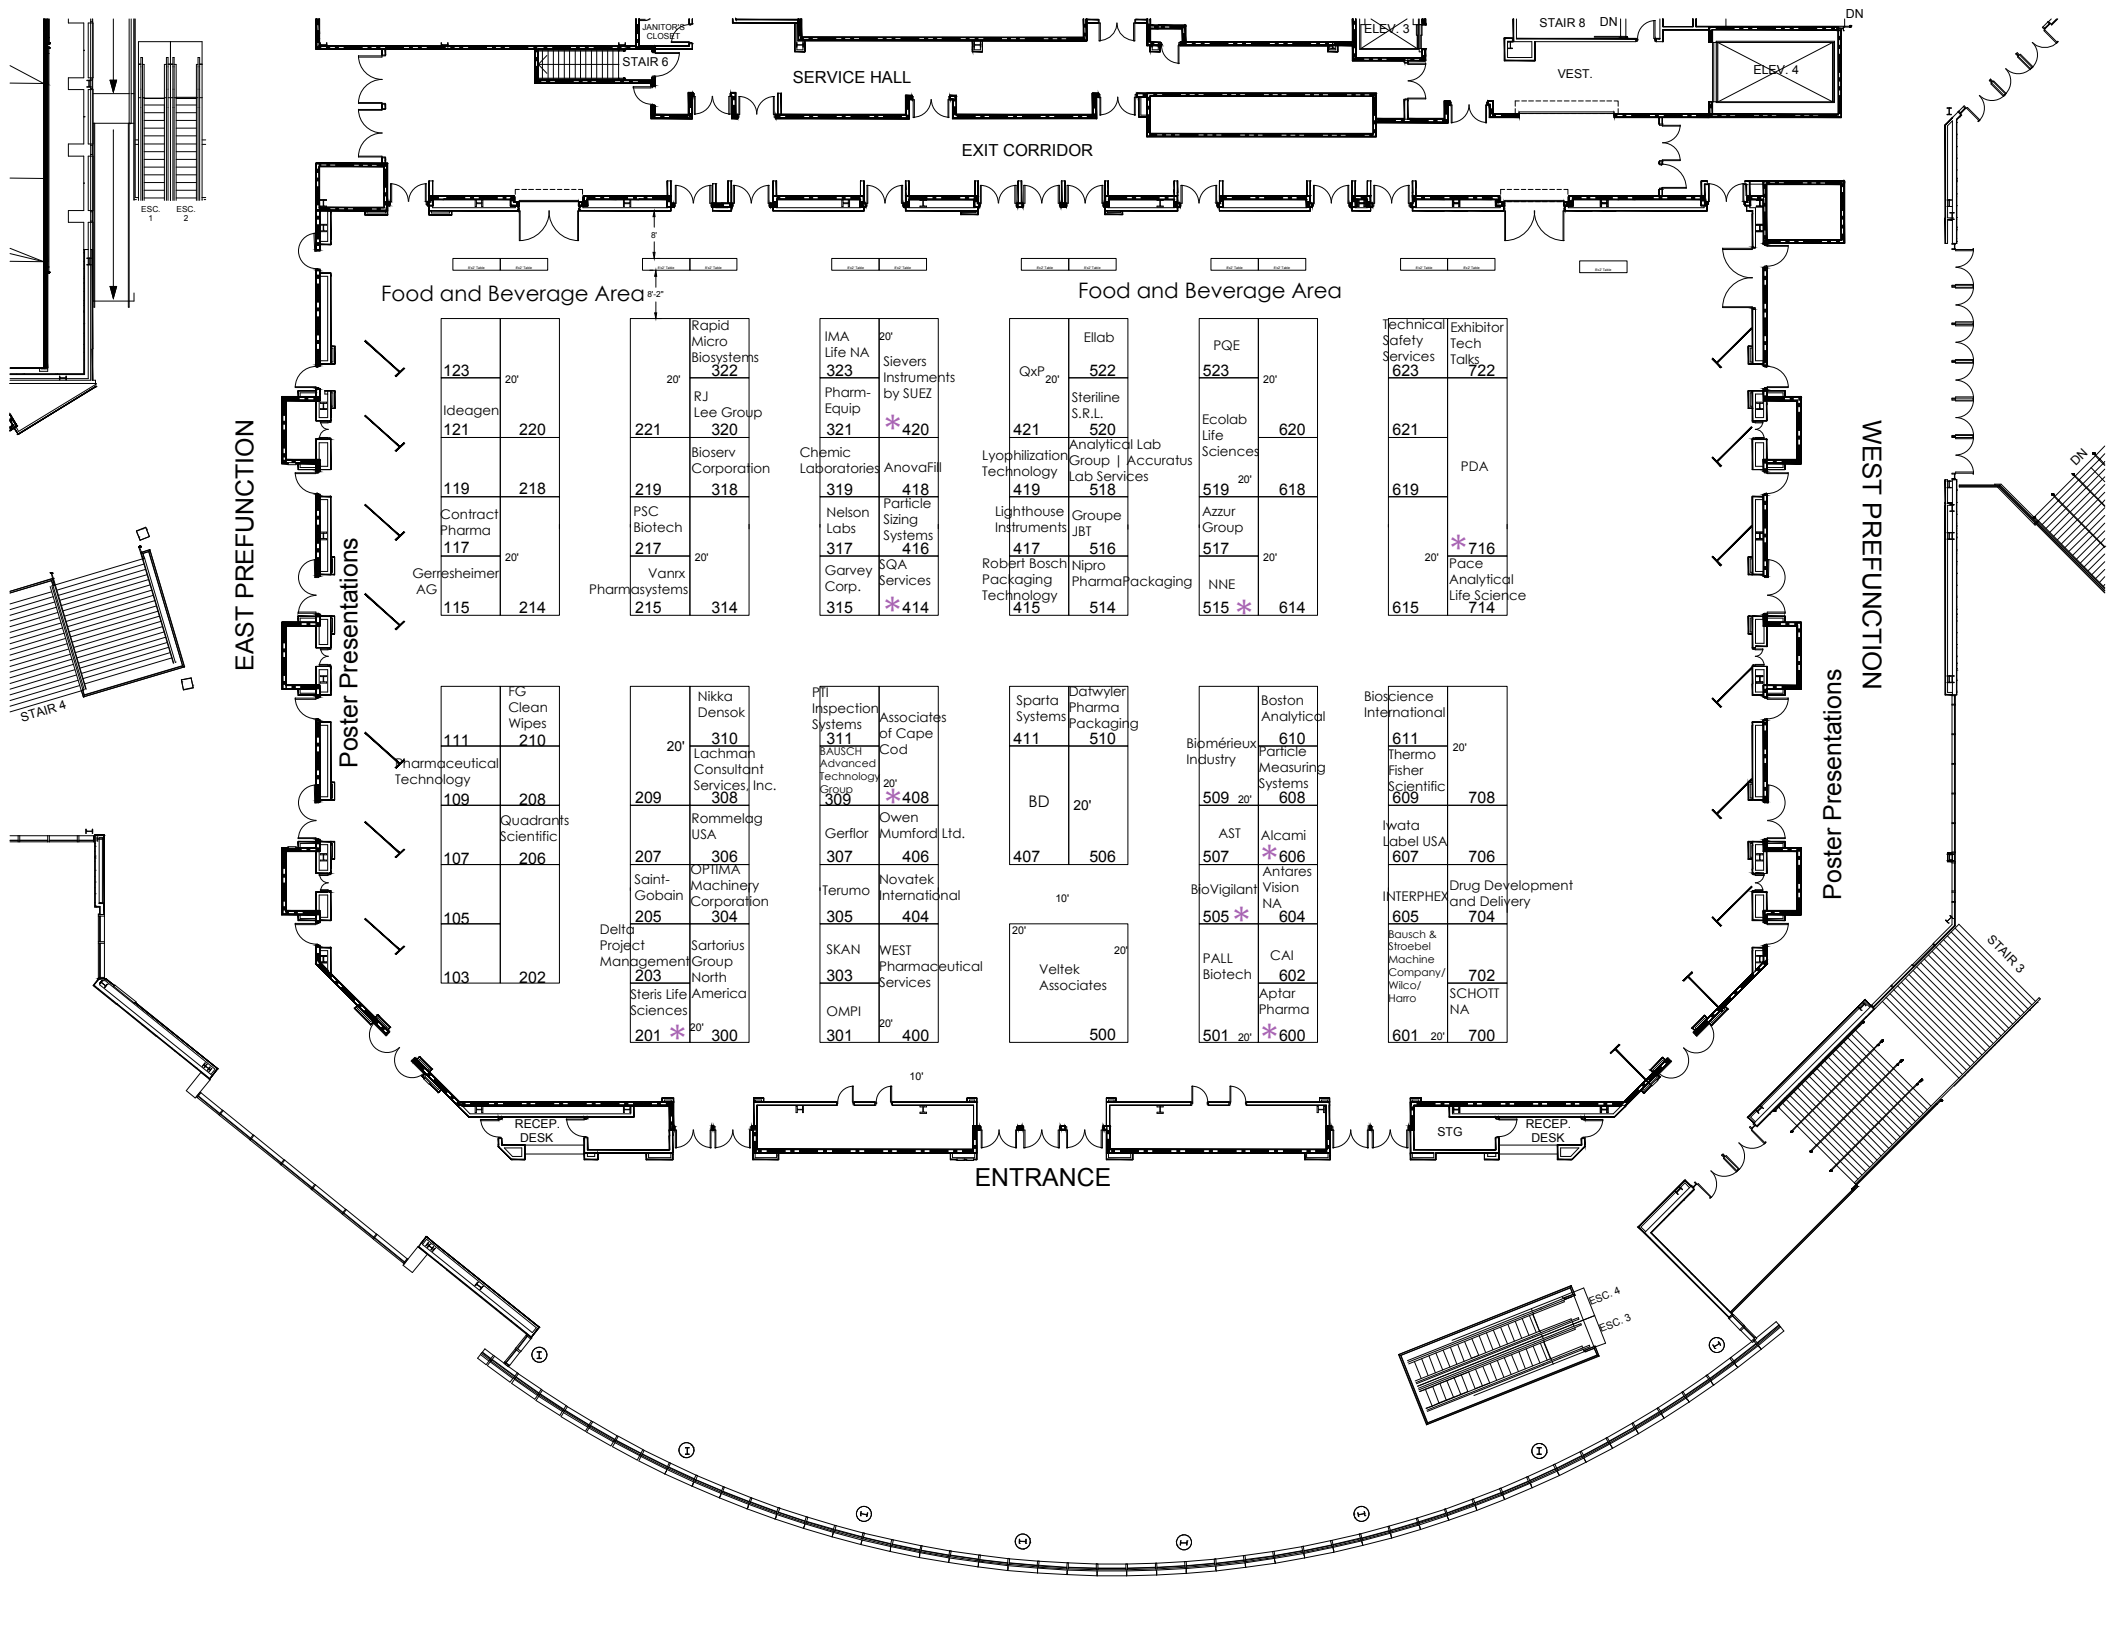 JANITOR'S
CLOSET
STAIR 6
ELEV. 3
STAIR 8
DN
DN
SERVICE HALL
VEST.
ELEV. 4
EXIT CORRIDOR
ESC.
1
ESC.
2
8'
8'-2"
Food and Beverage Area
Food and Beverage Area
123
20'
Ideagen
121
220
119
218
Contract
Pharma
117
20'
Gerresheimer
AG
115
214
Rapid
Micro
Biosystems
322
20'
RJ
Lee Group
221
320
Bioserv
Corporation
219
318
PSC
Biotech
217
20'
Vanrx
Pharmasystems
215
314
IMA
Life NA
323
20'
Sievers
Instruments
by SUEZ
Pharm-
Equip
321
* 420
Chemic
Laboratories
319
AnovaFill
418
Nelson
Labs
317
Particle
Sizing
Systems
416
Garvey
Corp.
315
SQA
Services
* 414
QxP
20'
421
Ellab
522
Steriline
S.R.L.
520
Lyophilization
Technology
419
Analytical Lab
Group | Accuratus
Lab Services
518
Lighthouse
Instruments
417
Groupe
JBT
516
Robert Bosch
Packaging
Technology
415
Nipro
PharmaPackaging
514
PQE
523
20'
620
Ecolab
Life
Sciences
519
20'
618
Azzur
Group
517
20'
NNE
515 *
614
Technical
Safety
Services
623
Exhibitor
Tech
Talks
722
621
PDA
619
* 716
20'
615
Pace
Analytical
Life Science
714
EAST PREFUNCTION
Poster Presentations
WEST PREFUNCTION
Poster Presentations
STAIR 4
DN
STAIR 3
111
FG
Clean
Wipes
210
Pharmaceutical
Technology
109
208
107
Quadrants
Scientific
206
105
103
202
20'
209
Nikka
Densok
310
Lachman
Consultant
Services, Inc.
308
207
Rommelag
USA
306
Saint-
Gobain
205
OPTIMA
Machinery
Corporation
304
Delta
Project
Management
203
Sartorius
Group
North
America
Steris Life
Sciences
201 *
20'
300
PTI
Inspection
Systems
311
Associates
of Cape
Cod
20'
* 408
BAUSCH
Advanced
Technology
Group
309
Gerflor
307
Owen
Mumford Ltd.
406
Terumo
305
Novatek
International
404
SKAN
303
WEST
Pharmaceutical
Services
OMPI
301
20'
400
10'
Sparta
Systems
411
Datwyler
Pharma
Packaging
510
BD
20'
407
506
10'
20'
20'
Veltek
Associates
500
Biomérieux
Industry
509
20'
Boston
Analytical
610
Particle
Measuring
Systems
608
AST
507
Alcami
* 606
BioVigilant
505 *
Antares
Vision
NA
604
PALL
Biotech
CAI
602
501
20'
Aptar
Pharma
* 600
Bioscience
International
611
20'
Thermo
Fisher
Scientific
609
708
Iwata
Label USA
607
706
INTERPHEX
605
Drug Development
and Delivery
704
Bausch &
Stroebel
Machine
Company/
Wilco/
Harro
702
601
20'
SCHOTT
NA
700
RECEP.
DESK
STG
RECEP.
DESK
ENTRANCE
ESC. 4
ESC. 3